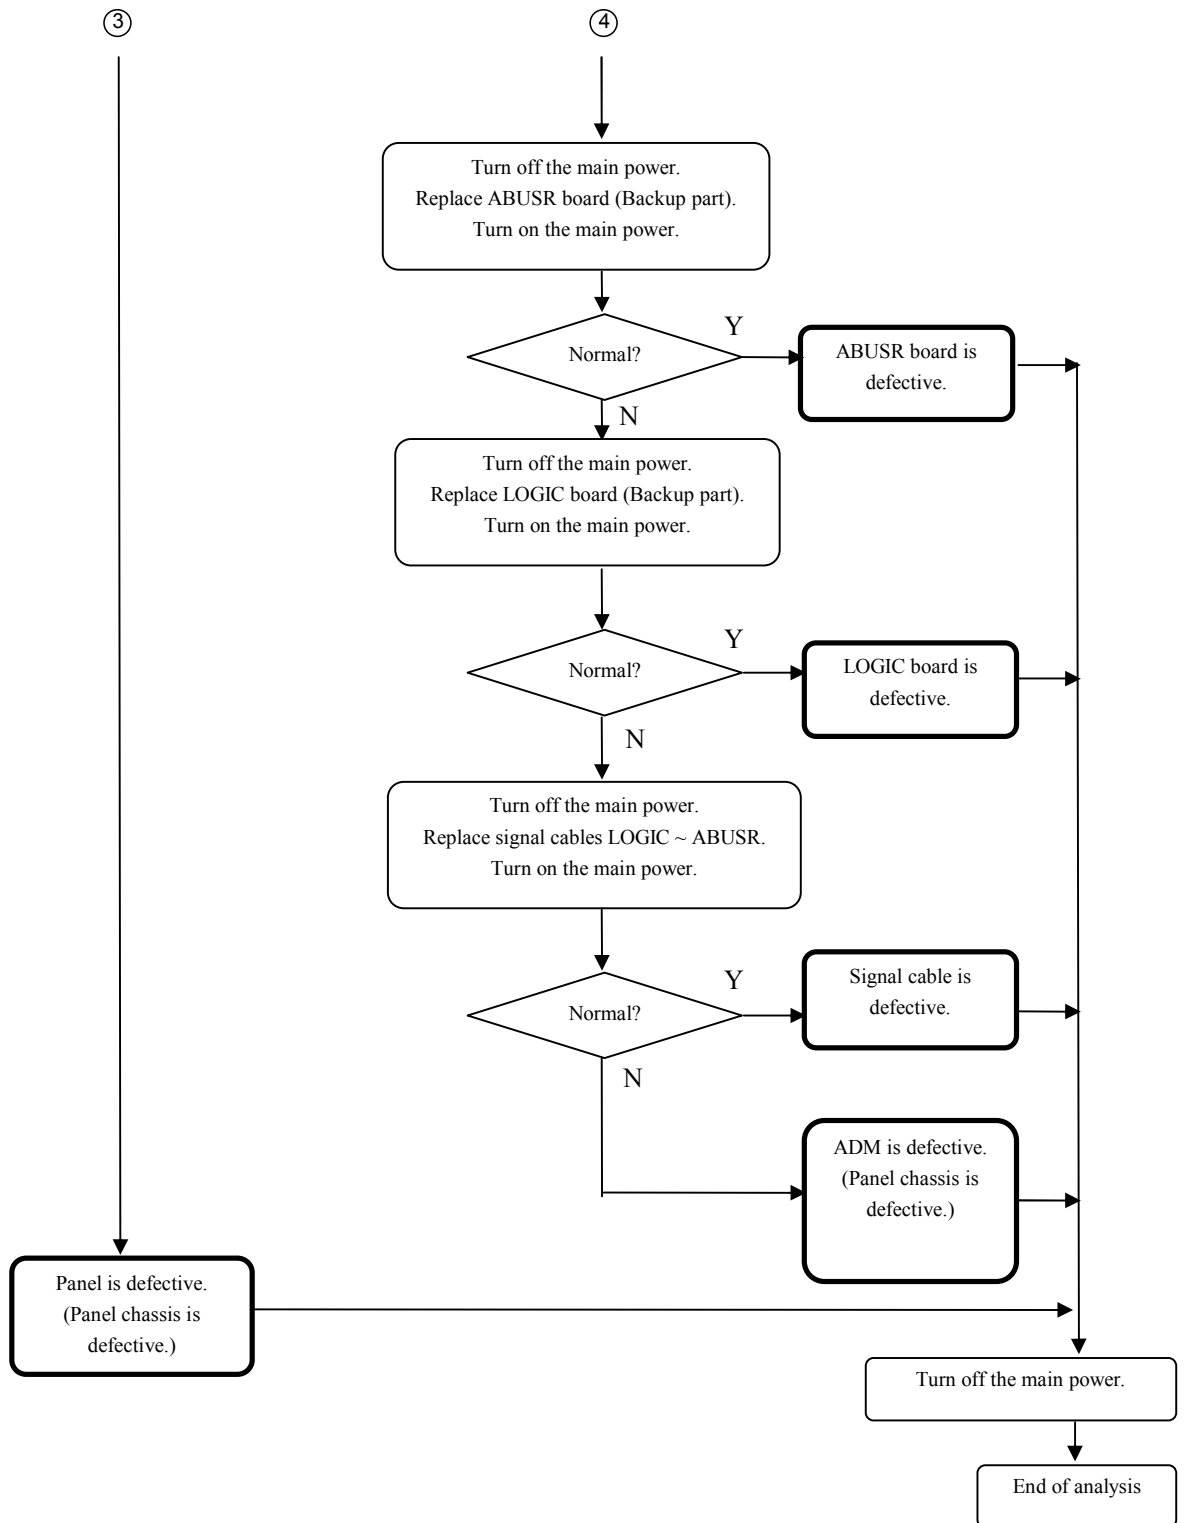 ③
④
Turn off the main power.
Replace ABUSR board (Backup part).
Turn on the main power.
Normal?
Y
ABUSR board is
defective.
N
Turn off the main power.
Replace LOGIC board (Backup part).
Turn on the main power.
Normal?
Y
LOGIC board is
defective.
N
Turn off the main power.
Replace signal cables LOGIC ~ ABUSR.
Turn on the main power.
Normal?
Y
Signal cable is
defective.
N
ADM is defective.
(Panel chassis is
defective.)
Panel is defective.
(Panel chassis is
defective.)
Turn off the main power.
End of analysis